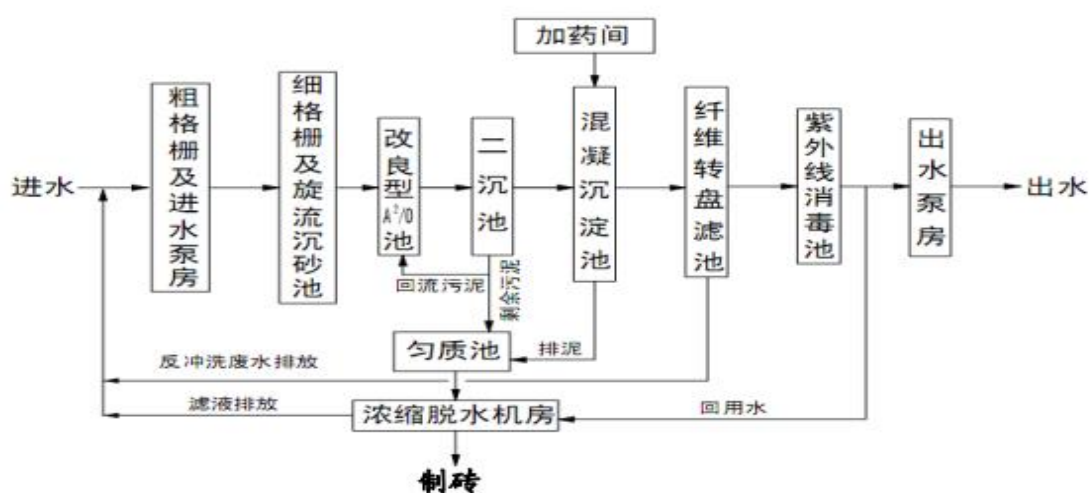 加药间
进水
粗格栅及进水泵房
细格栅及旋流沉砂池
改良型A²/O池
二沉池
混凝沉淀池
纤维转盘滤池
紫外线消毒池
出水泵房
出水
回流污泥
剩余污泥
匀质池
排泥
反冲洗废水排放
滤液排放
浓缩脱水机房
回用水
制砖